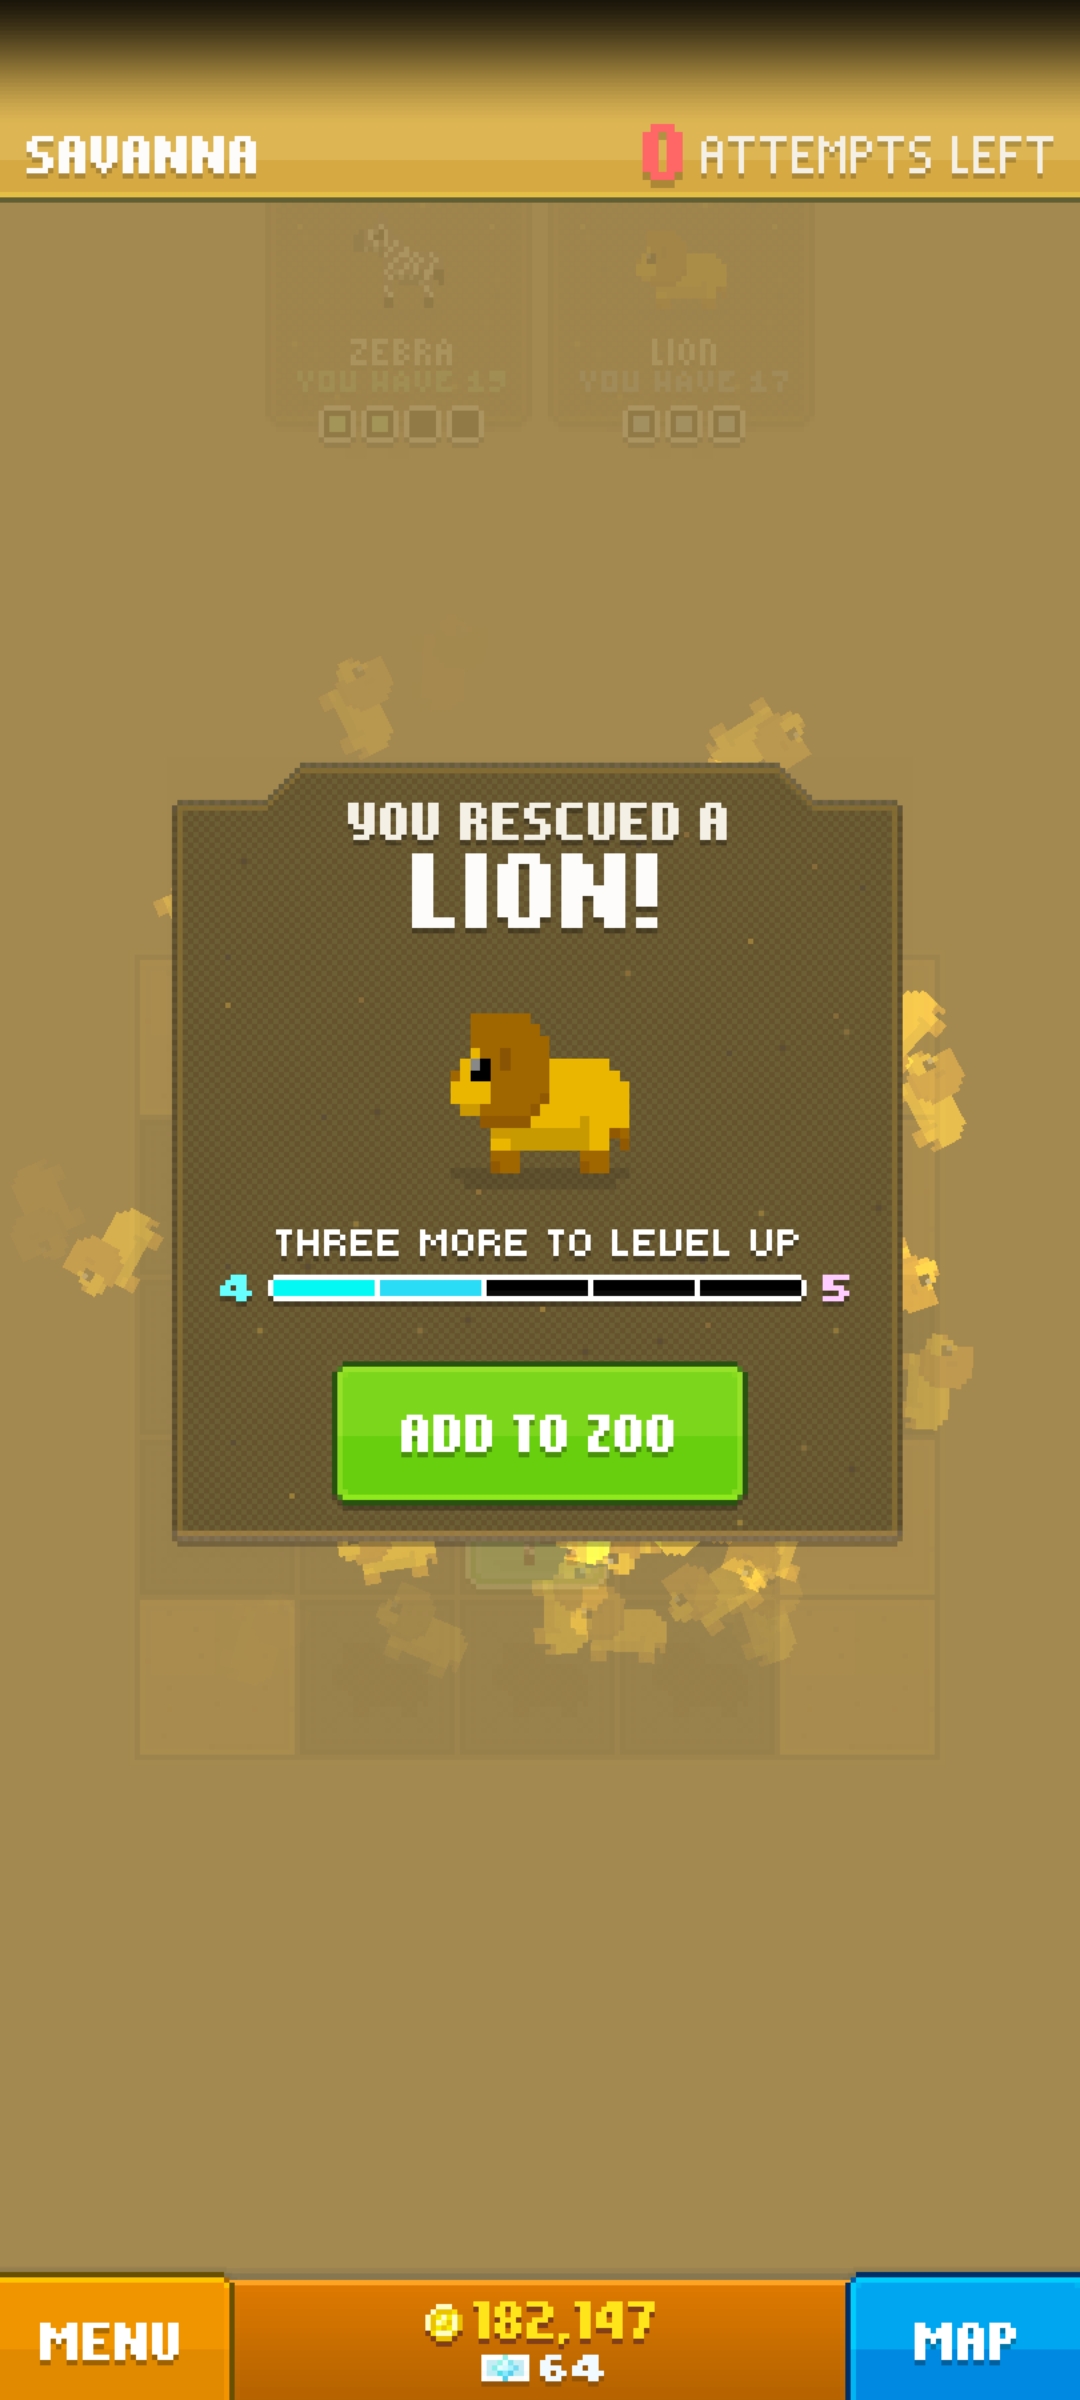 SAVANNA
0 ATTEMPTS LEFT
ZEBRA
YOU HAVE 19
LION
YOU HAVE 17
YOU RESCUED A
LION!
THREE MORE TO LEVEL UP
4
5
ADD TO ZOO
MENU
182,147
64
MAP